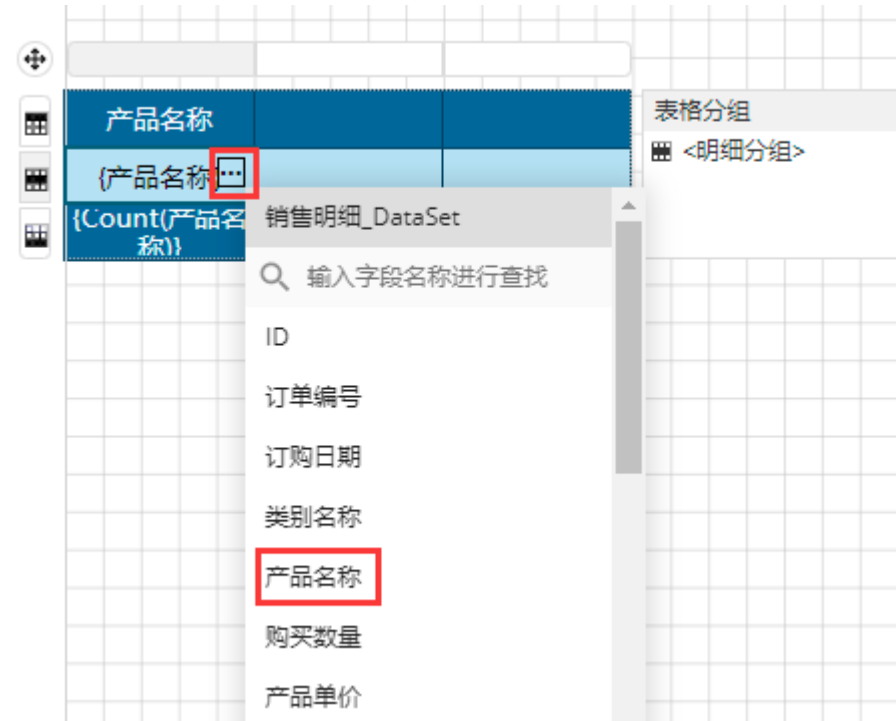 产品名称
表格分组
<明细分组>
{产品名称
{Count(产品名
称)}
销售明细_DataSet
输入字段名称进行查找
ID
订单编号
订购日期
类别名称
产品名称
购买数量
产品单价